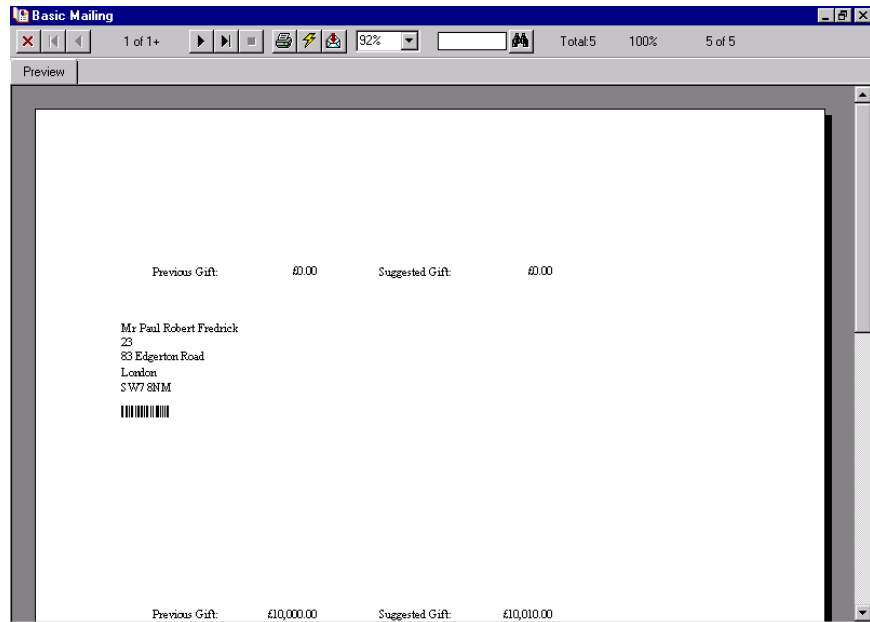 Basic Mailing
1 of 1+ 92% Total:5 100% 5 of 5
Preview
Previous Gift: £0.00 Suggested Gift: £0.00
Mr Paul Robert Fredrick
23
83 Edgerton Road
London
SW7 8NM
Previous Gift: £10,000.00 Suggested Gift: £10,010.00